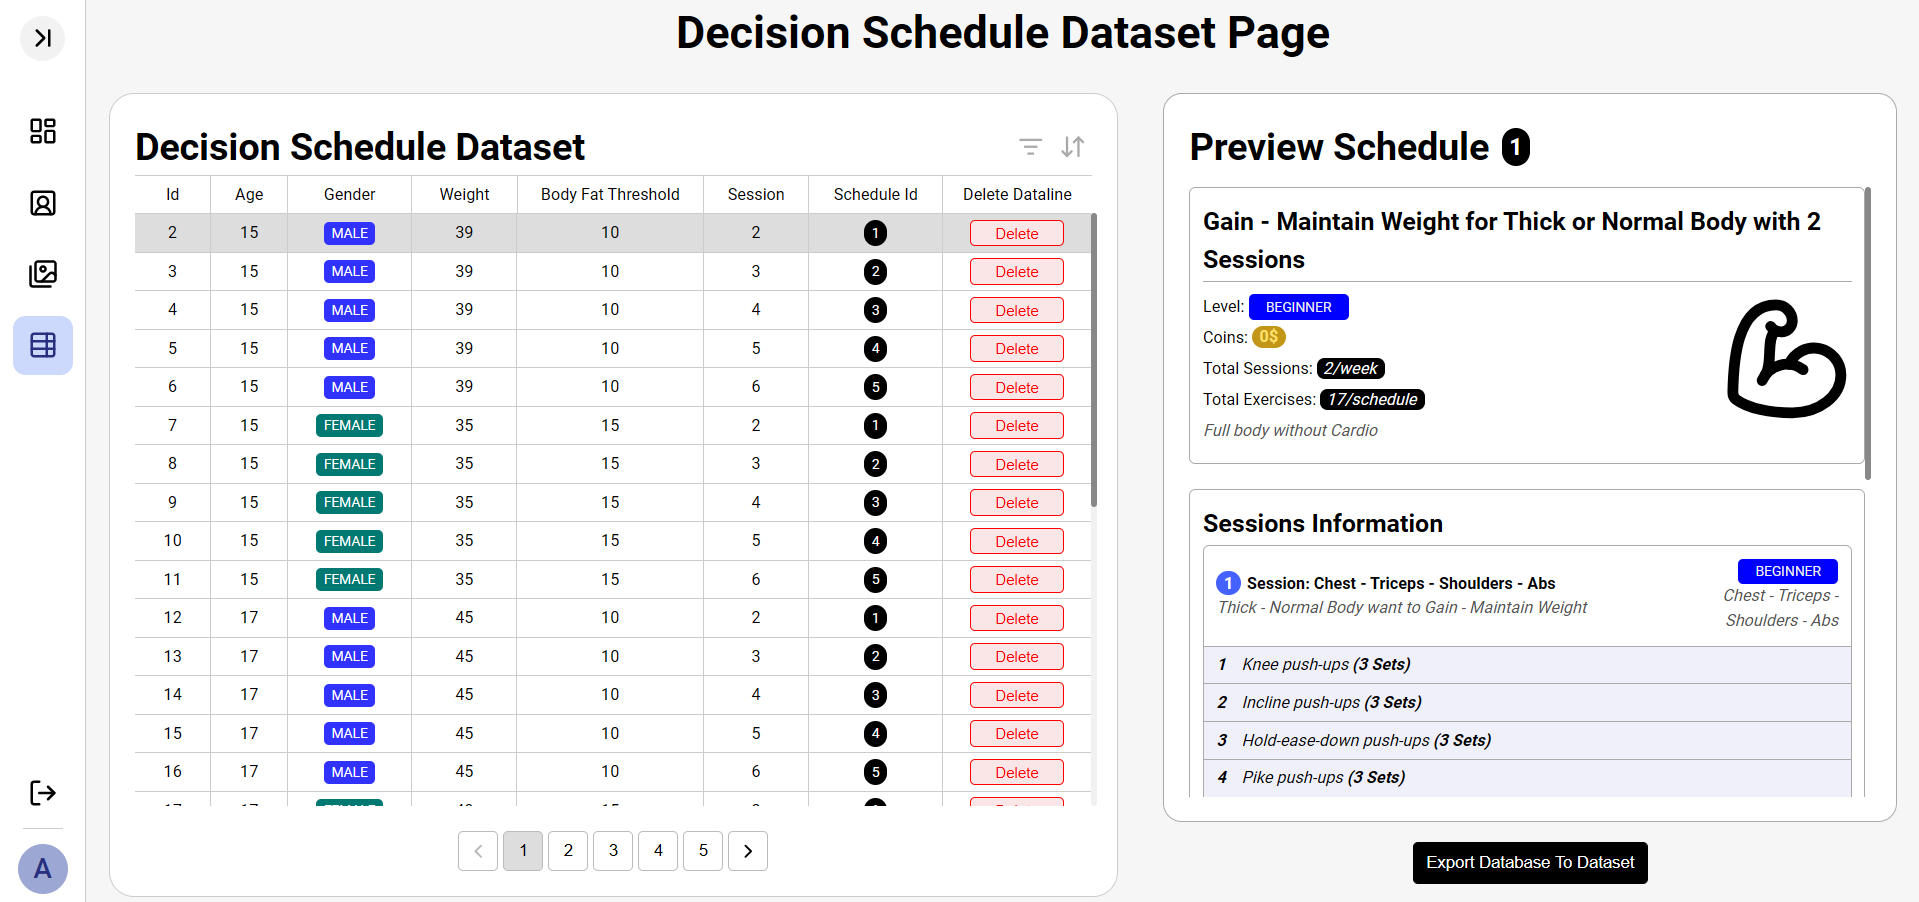 Decision Schedule Dataset Page
Decision Schedule Dataset
Id Age Gender Weight Body Fat Threshold Session Schedule Id Delete Dataline
2 15 MALE 39 10 2 1 Delete
3 15 MALE 39 10 3 2 Delete
4 15 MALE 39 10 4 3 Delete
5 15 MALE 39 10 5 4 Delete
6 15 MALE 39 10 6 5 Delete
7 15 FEMALE 35 15 2 1 Delete
8 15 FEMALE 35 15 3 2 Delete
9 15 FEMALE 35 15 4 3 Delete
10 15 FEMALE 35 15 5 4 Delete
11 15 FEMALE 35 15 6 5 Delete
12 17 MALE 45 10 2 1 Delete
13 17 MALE 45 10 3 2 Delete
14 17 MALE 45 10 4 3 Delete
15 17 MALE 45 10 5 4 Delete
16 17 MALE 45 10 6 5 Delete
1 2 3 4 5
Preview Schedule 1
Gain - Maintain Weight for Thick or Normal Body with 2
Sessions
Level: BEGINNER
Coins: 0$
Total Sessions: 2/week
Total Exercises: 17/schedule
Full body without Cardio
Sessions Information
1 Session: Chest - Triceps - Shoulders - Abs
Thick - Normal Body want to Gain - Maintain Weight
BEGINNER
Chest - Triceps -
Shoulders - Abs
1 Knee push-ups (3 Sets)
2 Incline push-ups (3 Sets)
3 Hold-ease-down push-ups (3 Sets)
4 Pike push-ups (3 Sets)
Export Database To Dataset
A